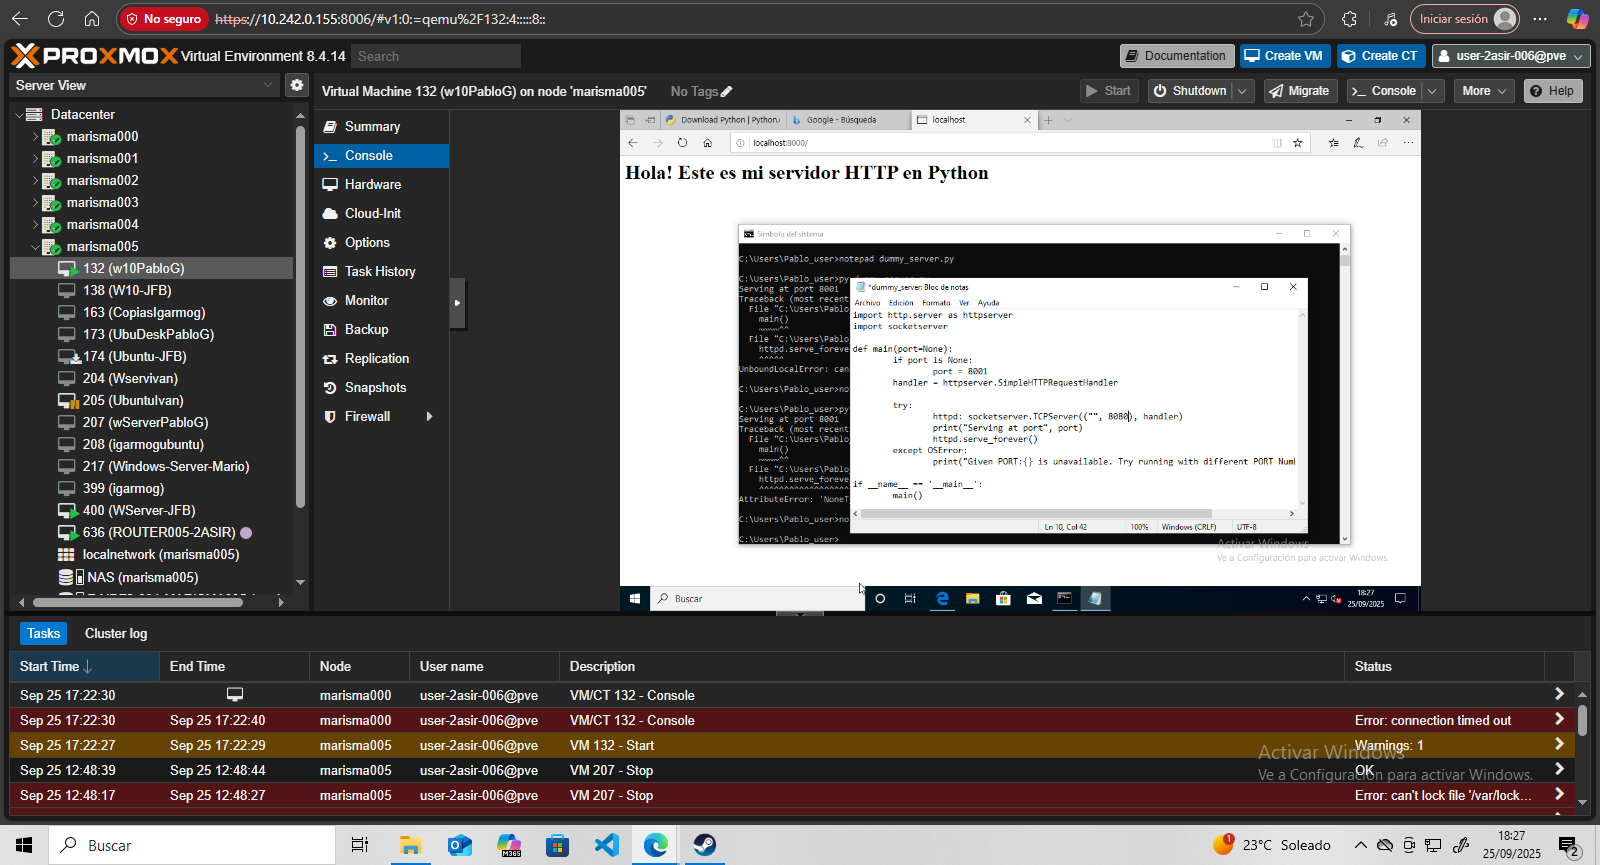 No seguro
https://10.242.0.155:8006/#v1:0:=qemu%2F132:4:::::8::
Iniciar sesión
PROXMOX Virtual Environment 8.4.14
Search
Documentation
Create VM
Create CT
user-2asir-006@pve
Server View
Virtual Machine 132 (w10PabloG) on node 'marisma005'
No Tags
Start
Shutdown
Migrate
Console
More
Help
Datacenter
marisma000
marisma001
marisma002
marisma003
marisma004
marisma005
132 (w10PabloG)
138 (W10-JFB)
163 (CopiasIgarmog)
173 (UbuDeskPabloG)
174 (Ubuntu-JFB)
204 (Wservivan)
205 (UbuntuIvan)
207 (wServerPabloG)
208 (igarmogubuntu)
217 (Windows-Server-Mario)
399 (igarmog)
400 (WServer-JFB)
636 (ROUTER005-2ASIR)
localnetwork (marisma005)
NAS (marisma005)
Summary
Console
Hardware
Cloud-Init
Options
Task History
Monitor
Backup
Replication
Snapshots
Firewall
Download Python | Python.
Google - Búsqueda
localhost
localhost:8000/
Hola! Este es mi servidor HTTP en Python
Símbolo del sistema
C:\Users\Pablo_user>notepad dummy_server.py
C:\Users\Pablo_user>py
Serving at port 8001
Traceback (most recent
File "C:\Users\Pablo_
main()
~~~~^^
File "C:\Users\Pablo_
httpd.serve_forever
^^^^^
UnboundLocalError: can
C:\Users\Pablo_user>no
C:\Users\Pablo_user>py
Serving at port 8001
Traceback (most recent
File "C:\Users\Pablo_
main()
~~~~^^
File "C:\Users\Pablo_
httpd.serve_forever
^^^^^^^^^^^^^^^^^^^
AttributeError: 'NoneT
C:\Users\Pablo_user>no
C:\Users\Pablo_user>
*dummy_server: Bloc de notas
Archivo Edición Formato Ver Ayuda
import http.server as httpserver
import socketserver
def main(port=None):
if port is None:
port = 8001
handler = httpserver.SimpleHTTPRequestHandler
try:
httpd: socketserver.TCPServer(("", 8080), handler)
print("Serving at port", port)
httpd.serve_forever()
except OSError:
print("Given PORT:{} is unavailable. Try running with different PORT Num
if __name__ == '__main__':
main()
Ln 10, Col 42
100%
Windows (CRLF)
UTF-8
Activar Windows
Ve a Configuración para activar Windows.
Buscar
18:27
25/09/2025
Tasks
Cluster log
Start Time End Time Node User name Description Status
Sep 25 17:22:30 marisma000 user-2asir-006@pve VM/CT 132 - Console
Sep 25 17:22:30 Sep 25 17:22:40 marisma000 user-2asir-006@pve VM/CT 132 - Console Error: connection timed out
Sep 25 17:22:27 Sep 25 17:22:29 marisma005 user-2asir-006@pve VM 132 - Start Warnings: 1
Sep 25 12:48:39 Sep 25 12:48:44 marisma005 user-2asir-006@pve VM 207 - Stop OK
Sep 25 12:48:17 Sep 25 12:48:27 marisma005 user-2asir-006@pve VM 207 - Stop Error: can't lock file '/var/lock...
Activar Windows
Ve a Configuración para activar Windows.
Buscar
M365
1
23°C Soleado
18:27
25/09/2025
2